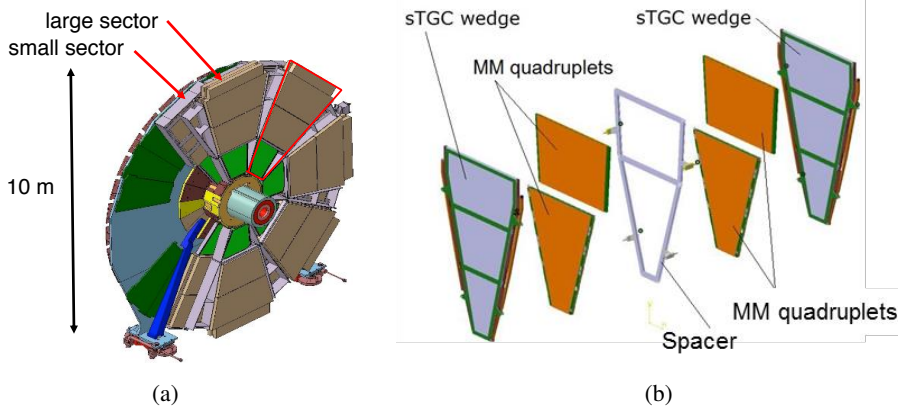 large sector
small sector
10 m
(a)
sTGC wedge
sTGC wedge
MM quadruplets
MM quadruplets
Spacer
(b)